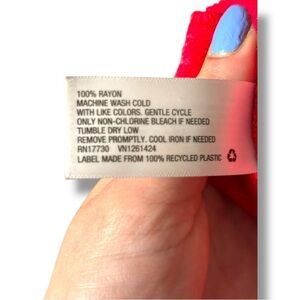 100% RAYON
MACHINE WASH COLD
WITH LIKE COLORS. GENTLE CYCLE
ONLY NON-CHLORINE BLEACH IF NEEDED
TUMBLE DRY LOW
REMOVE PROMPTLY. COOL IRON IF NEEDED
RN17730 VN1261424
LABEL MADE FROM 100% RECYCLED PLASTIC